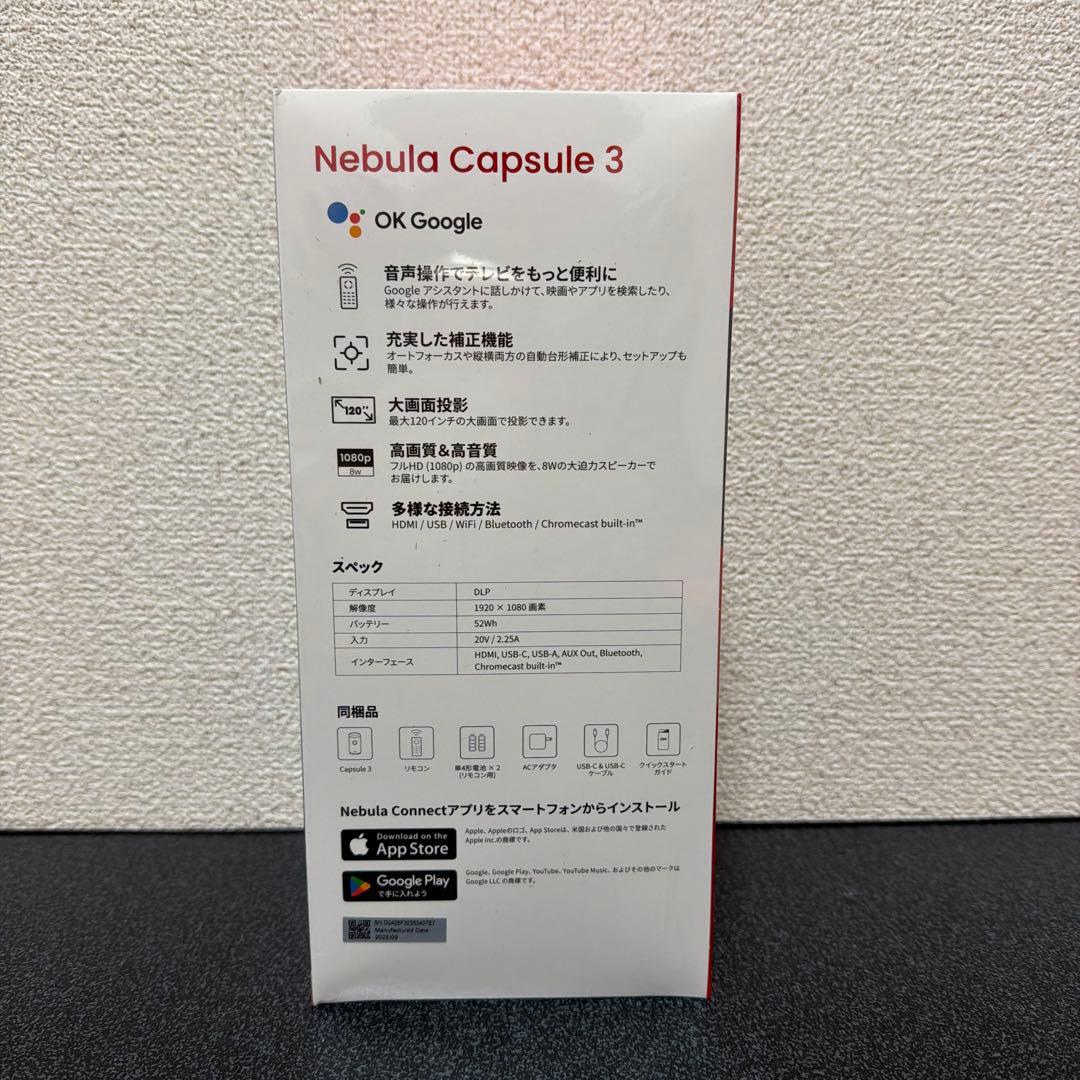 Nebula Capsule 3
OK Google
音声操作でテレビをもっと便利に
Google アシスタントに話しかけて、映画やアプリを検索したり、
様々な操作が行えます。
充実した補正機能
オートフォーカスや縦横両方の自動台形補正により、セットアップも
簡単。
120"
大画面投影
最大120インチの大画面で投影できます。
1080p
8w
高画質&高音質
フルHD (1080p) の高画質映像を、8Wの大迫力スピーカーで
お届けします。
多様な接続方法
HDMI / USB / WiFi / Bluetooth / Chromecast built-in™
スペック
ディスプレイ DLP
解像度 1920 × 1080 画素
バッテリー 52Wh
入力 20V / 2.25A
インターフェース HDMI, USB-C, USB-A, AUX Out, Bluetooth,
Chromecast built-in™
同梱品
Capsule 3
リモコン
単4形電池 × 2
(リモコン用)
ACアダプタ
USB-C & USB-C
ケーブル
クイックスタート
ガイド
Nebula Connectアプリをスマートフォンからインストール
Download on the
App Store
Apple、Appleのロゴ、App Storeは、米国および他の国々で登録された
Apple Inc.の商標です。
Google Play
で手に入れよう
Google、Google Play、YouTube、YouTube Music、およびその他のマークは
Google LLC の商標です。
Manufactured Date: